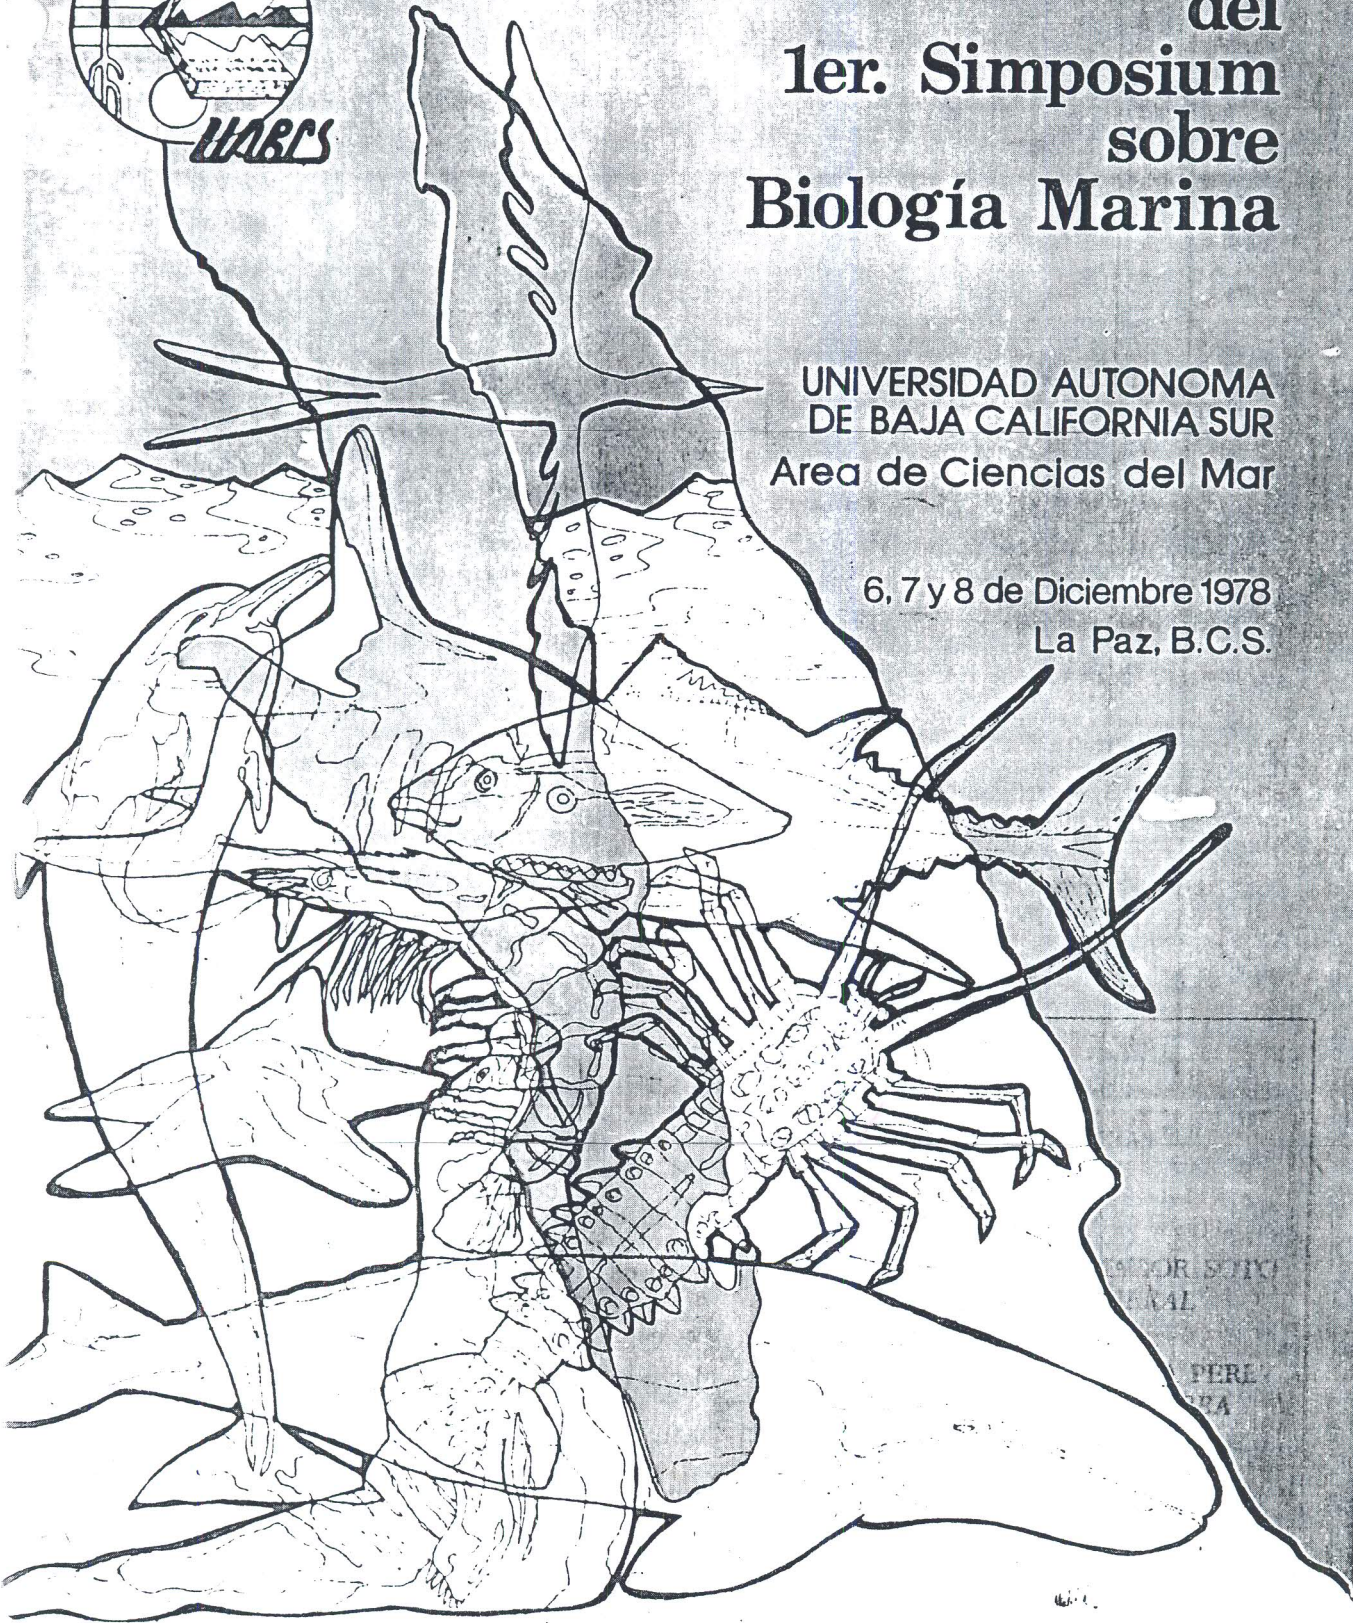 UABCS
del
1er. Simposium
sobre
Biología Marina
UNIVERSIDAD AUTONOMA
DE BAJA CALIFORNIA SUR
Area de Ciencias del Mar
6, 7 y 8 de Diciembre 1978
La Paz, B.C.S.